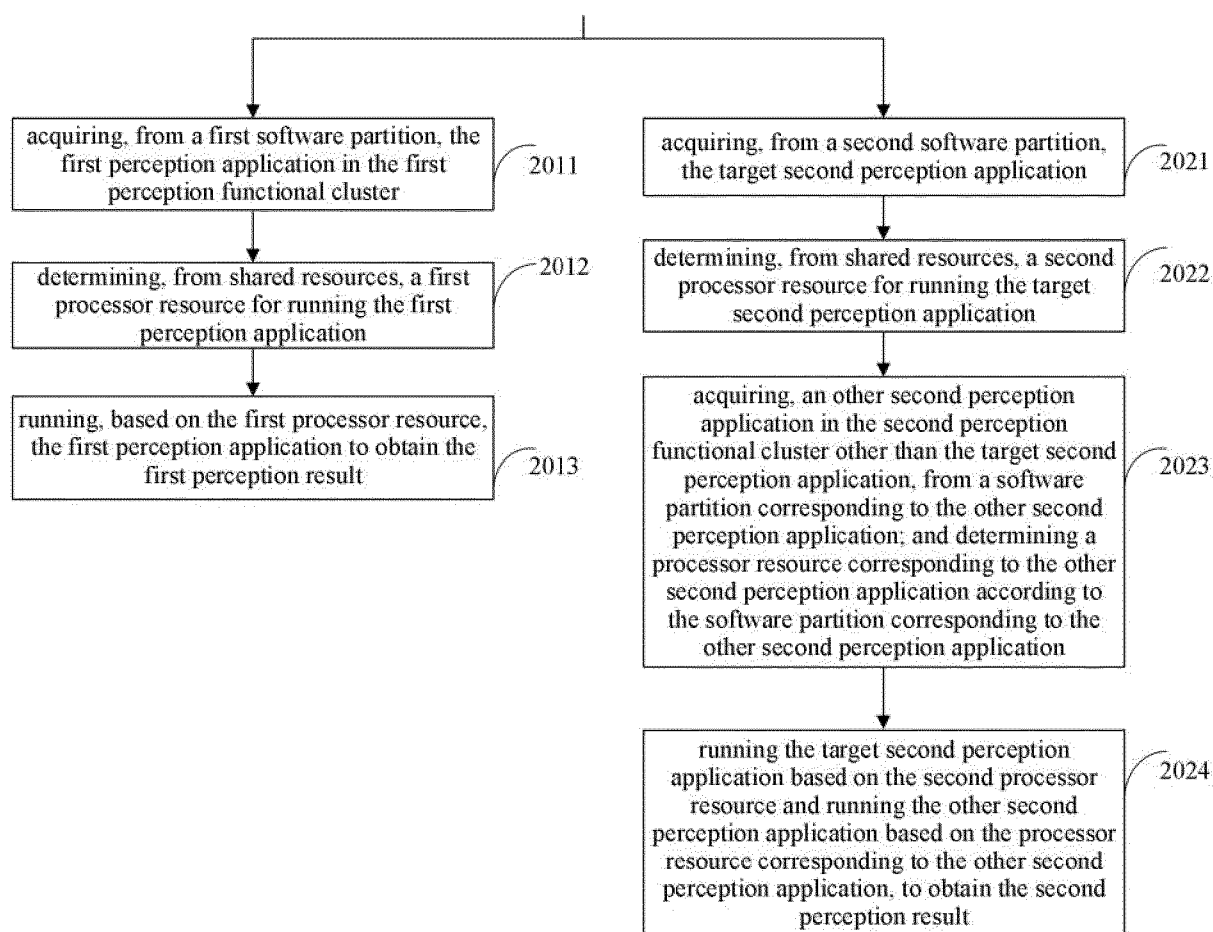 acquiring, from a first software partition, the
first perception application in the first
perception functional cluster
2011
determining, from shared resources, a first
processor resource for running the first
perception application
2012
running, based on the first processor resource,
the first perception application to obtain the
first perception result
2013
acquiring, from a second software partition,
the target second perception application
2021
determining, from shared resources, a second
processor resource for running the target
second perception application
2022
acquiring, an other second perception
application in the second perception
functional cluster other than the target second
perception application, from a software
partition corresponding to the other second
perception application; and determining a
processor resource corresponding to the other
second perception application according to
the software partition corresponding to the
other second perception application
2023
running the target second perception
application based on the second processor
resource and running the other second
perception application based on the processor
resource corresponding to the other second
perception application, to obtain the second
perception result
2024